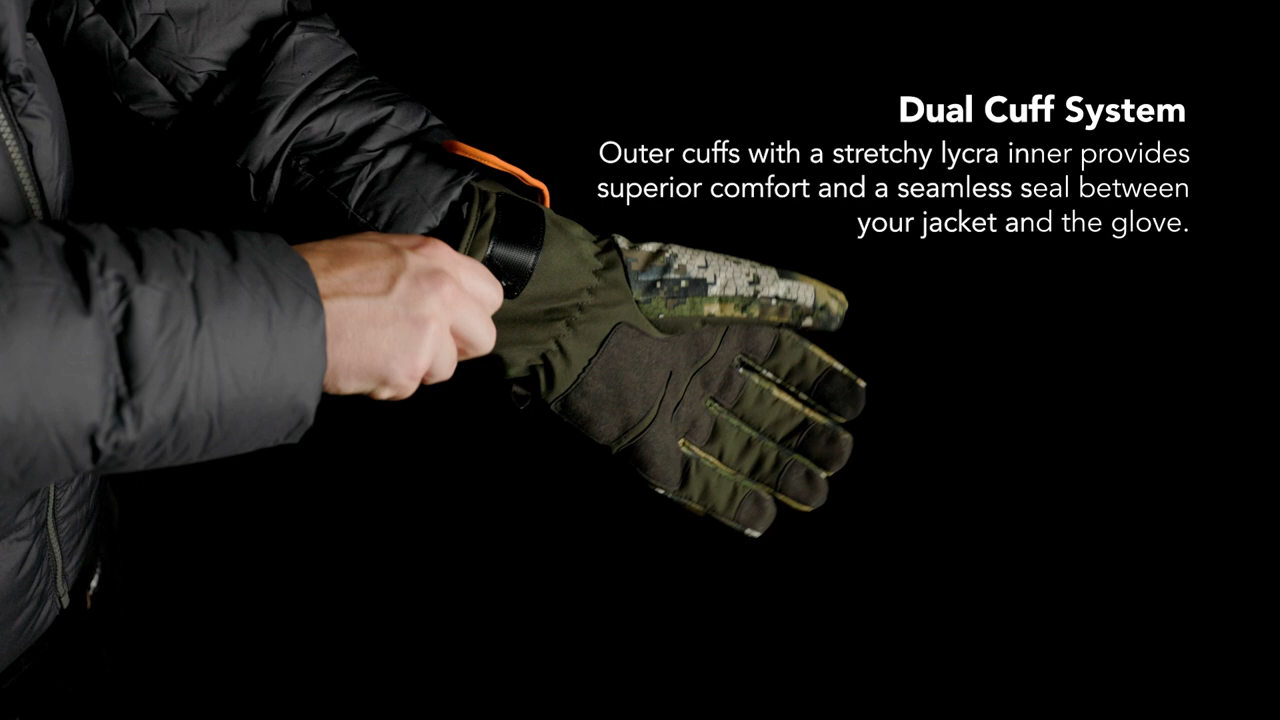 Dual Cuff System
Outer cuffs with a stretchy lycra inner provides
superior comfort and a seamless seal between
your jacket and the glove.